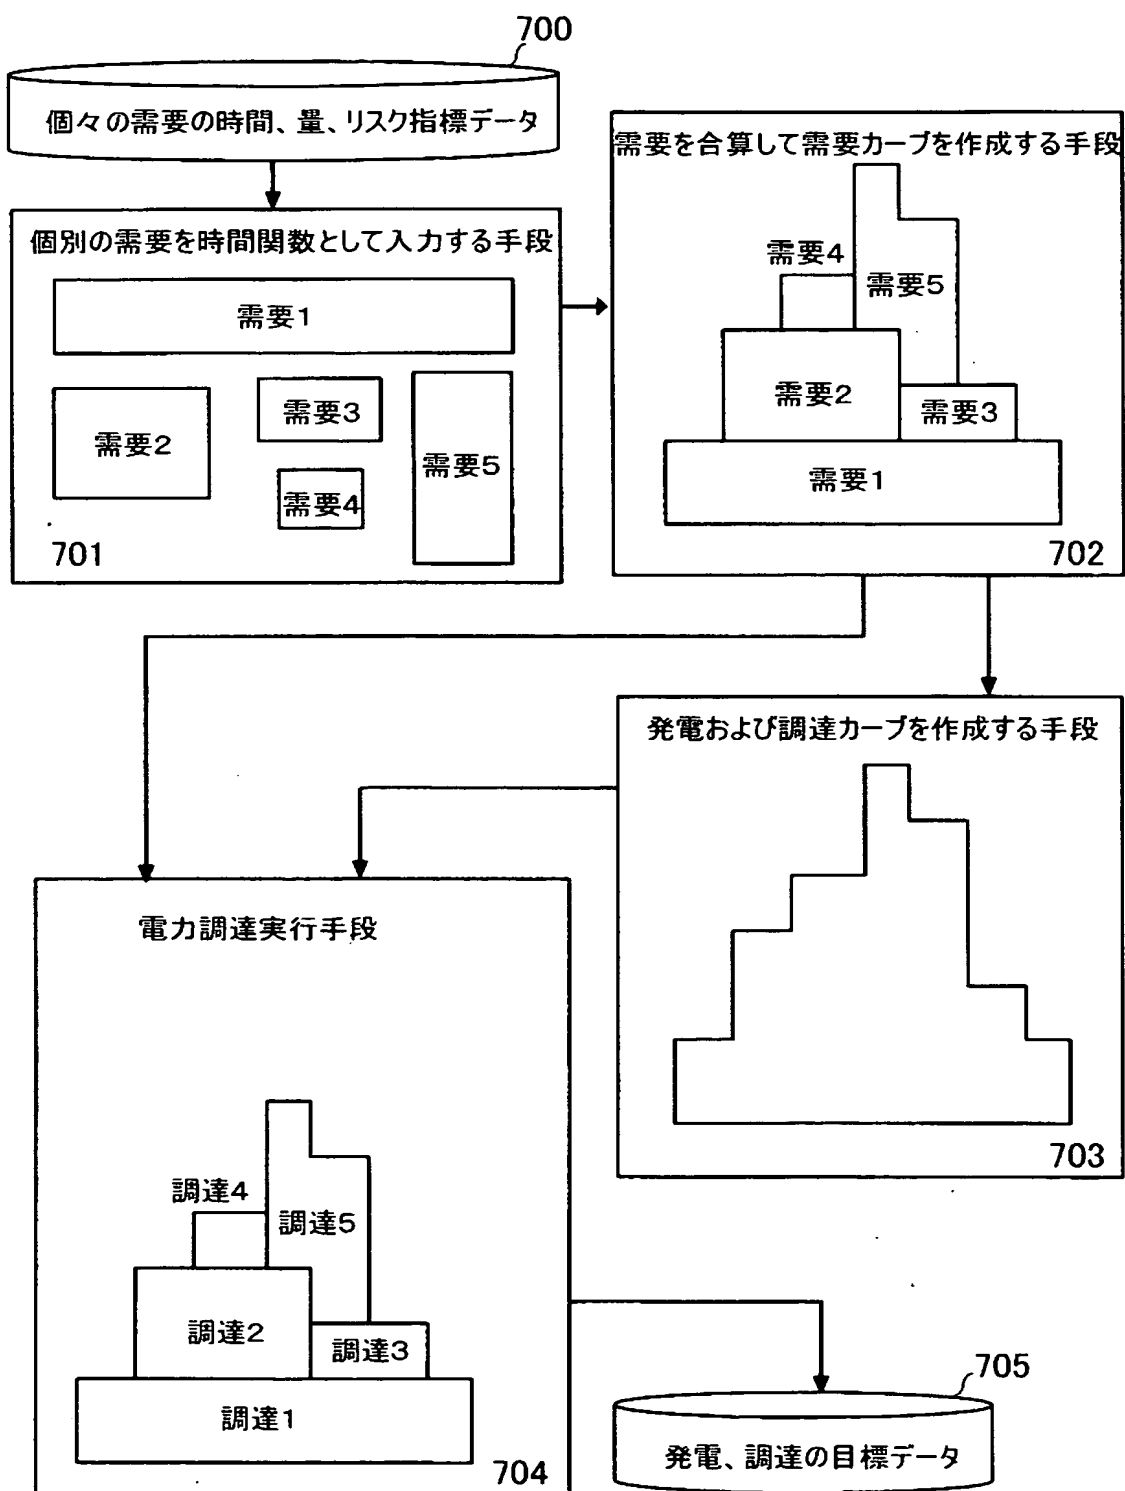 700
個々の需要の時間、量、リスク指標データ
個別の需要を時間関数として入力する手段
需要1
需要2
需要3
需要4
需要5
701
需要を合算して需要カーブを作成する手段
需要4
需要5
需要2
需要3
需要1
702
発電および調達カーブを作成する手段
703
電力調達実行手段
調達4
調達5
調達2
調達3
調達1
704
705
発電、調達の目標データ